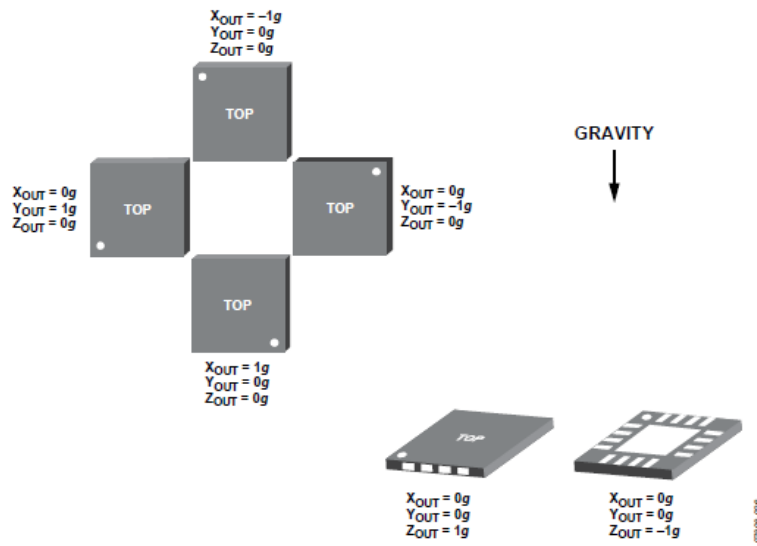 XOUT = –1g
YOUT = 0g
ZOUT = 0g
TOP
GRAVITY
XOUT = 0g
YOUT = 1g
ZOUT = 0g
TOP
TOP
XOUT = 0g
YOUT = –1g
ZOUT = 0g
TOP
XOUT = 1g
YOUT = 0g
ZOUT = 0g
TOP
XOUT = 0g
YOUT = 0g
ZOUT = 1g
XOUT = 0g
YOUT = 0g
ZOUT = –1g